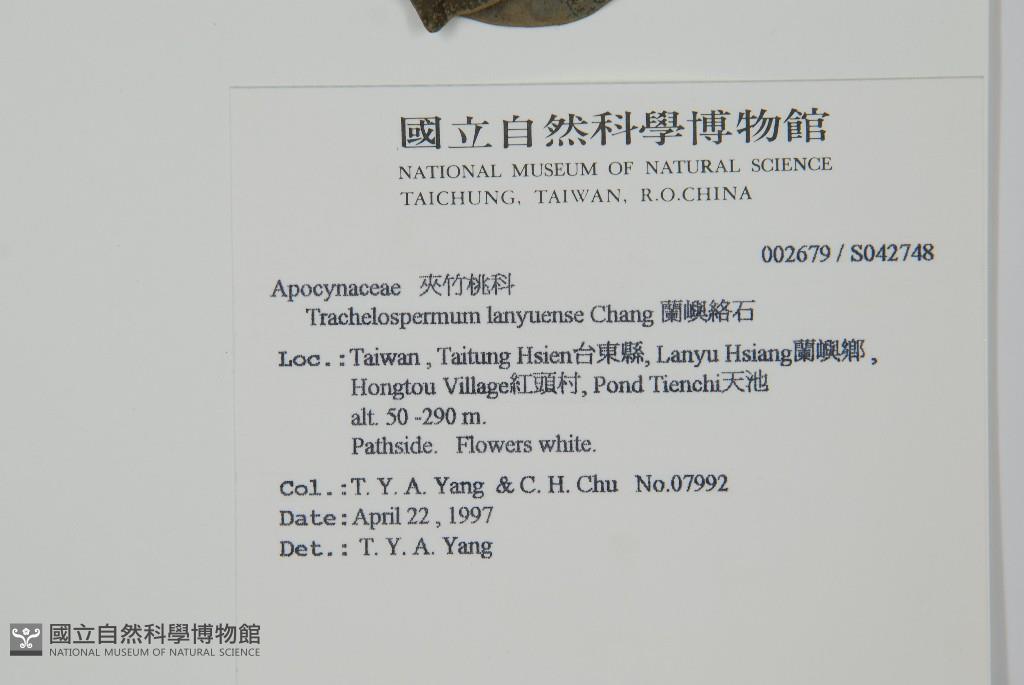 國立自然科學博物館
NATIONAL MUSEUM OF NATURAL SCIENCE
TAICHUNG, TAIWAN, R.O.CHINA
002679 / S042748
Apocynaceae 夾竹桃科
Trachelospermum lanyuense Chang 蘭嶼絡石
Loc.: Taiwan , Taitung Hsien台東縣, Lanyu Hsiang蘭嶼鄉 ,
Hongtou Village紅頭村, Pond Tienchi天池
alt. 50 -290 m.
Pathside. Flowers white.
Col.: T. Y. A. Yang & C. H. Chu No.07992
Date: April 22 , 1997
Det.: T. Y. A. Yang
國立自然科學博物館
NATIONAL MUSEUM OF NATURAL SCIENCE